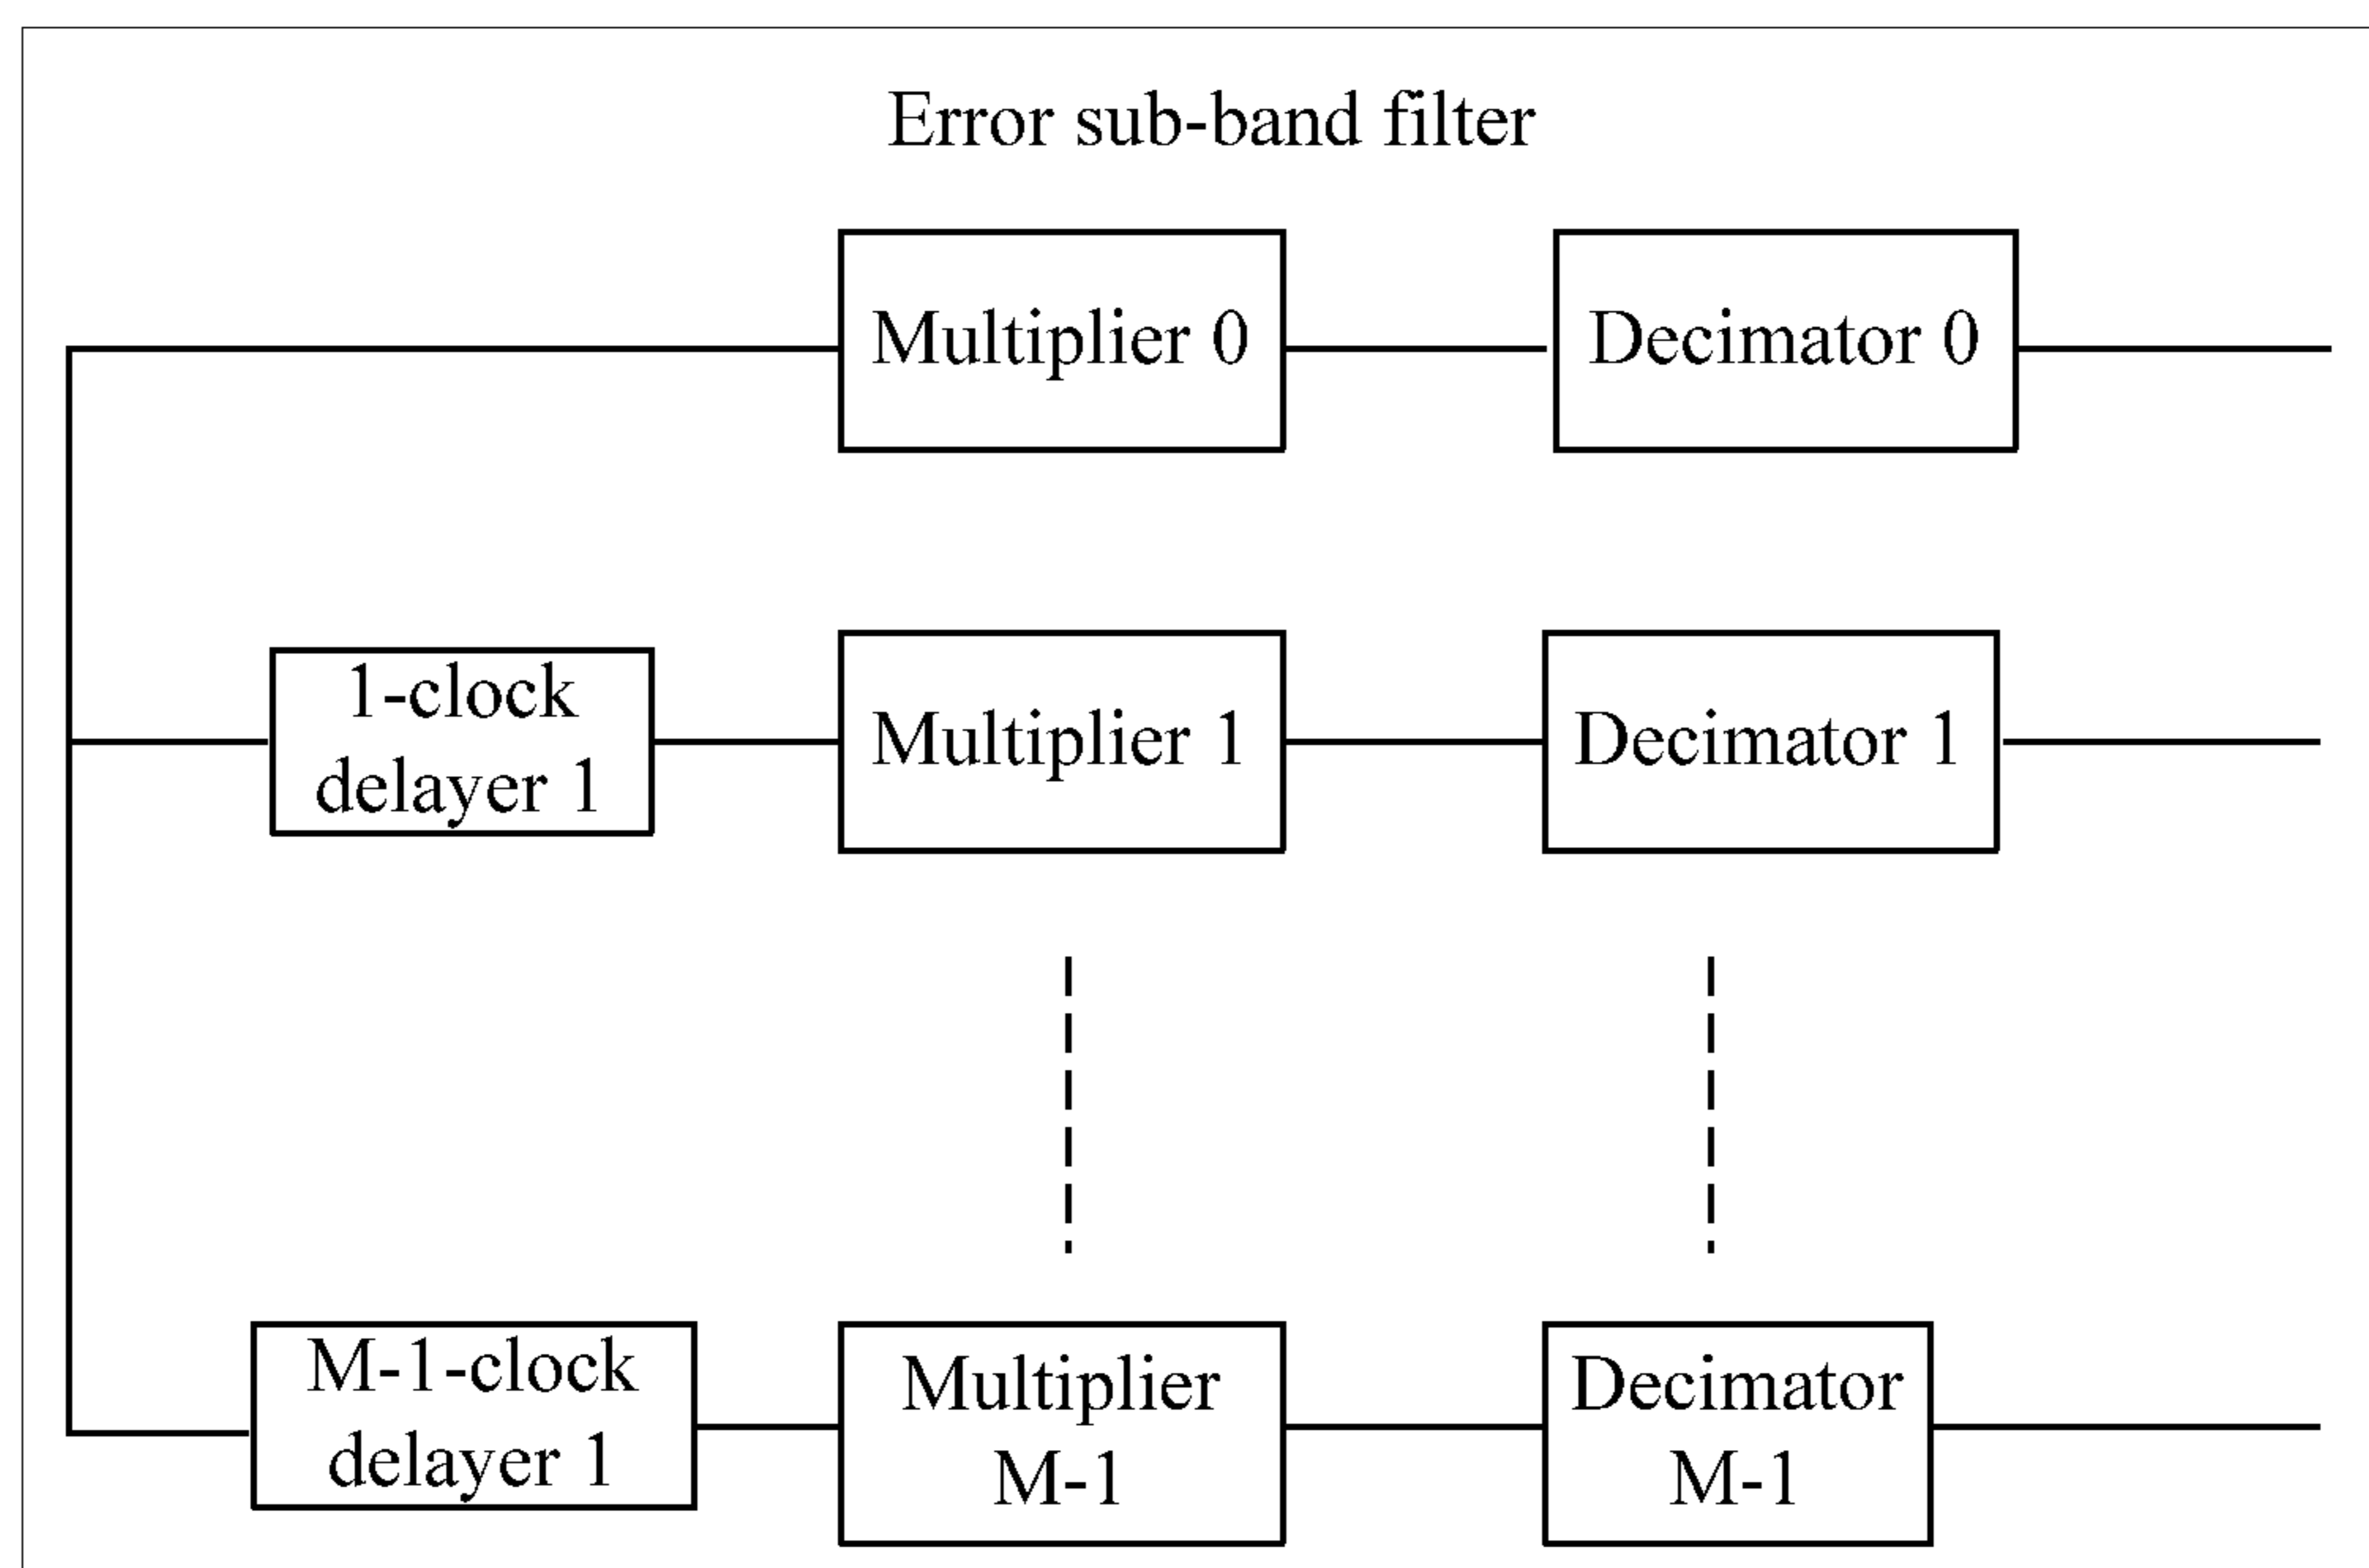 Error sub-band filter
Multiplier 0
Decimator 0
1-clock
delayer 1
Multiplier 1
Decimator 1
M-1-clock
delayer 1
Multiplier
M-1
Decimator
M-1